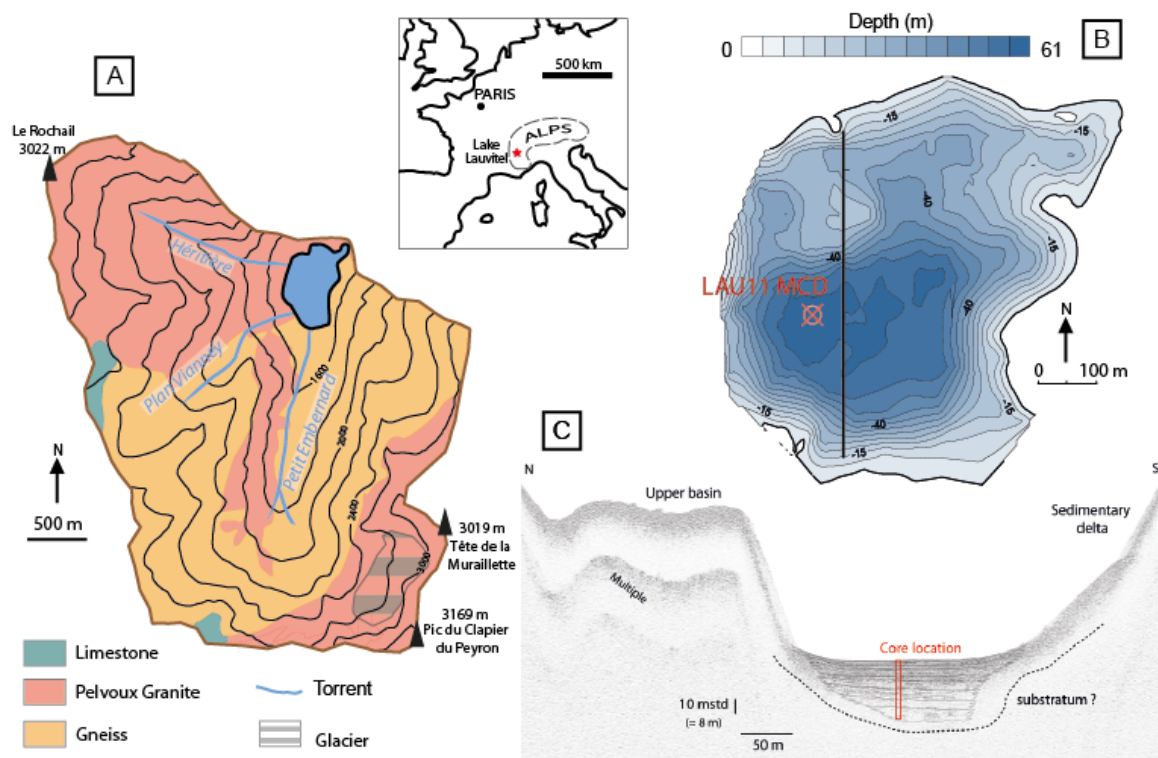 A
Le Rochail
3022 m
Héritière
Plan Vianney
Petit Embernard
1600
2000
2400
3000
N
500 m
3019 m
Tête de la
Muraillette
3169 m
Pic du Clapier
du Peyron
Limestone
Pelvoux Granite
Gneiss
Torrent
Glacier
500 km
PARIS
ALPS
Lake
Lauvitel
Depth (m)
0
61
B
-15
-15
-40
-15
-40
LAU11 MCD
-40
N
0 100 m
-15
-15
-40
-15
C
N
S
Upper basin
Sedimentary
delta
Multiple
Core location
substratum ?
10 mstd
(= 8 m)
50 m